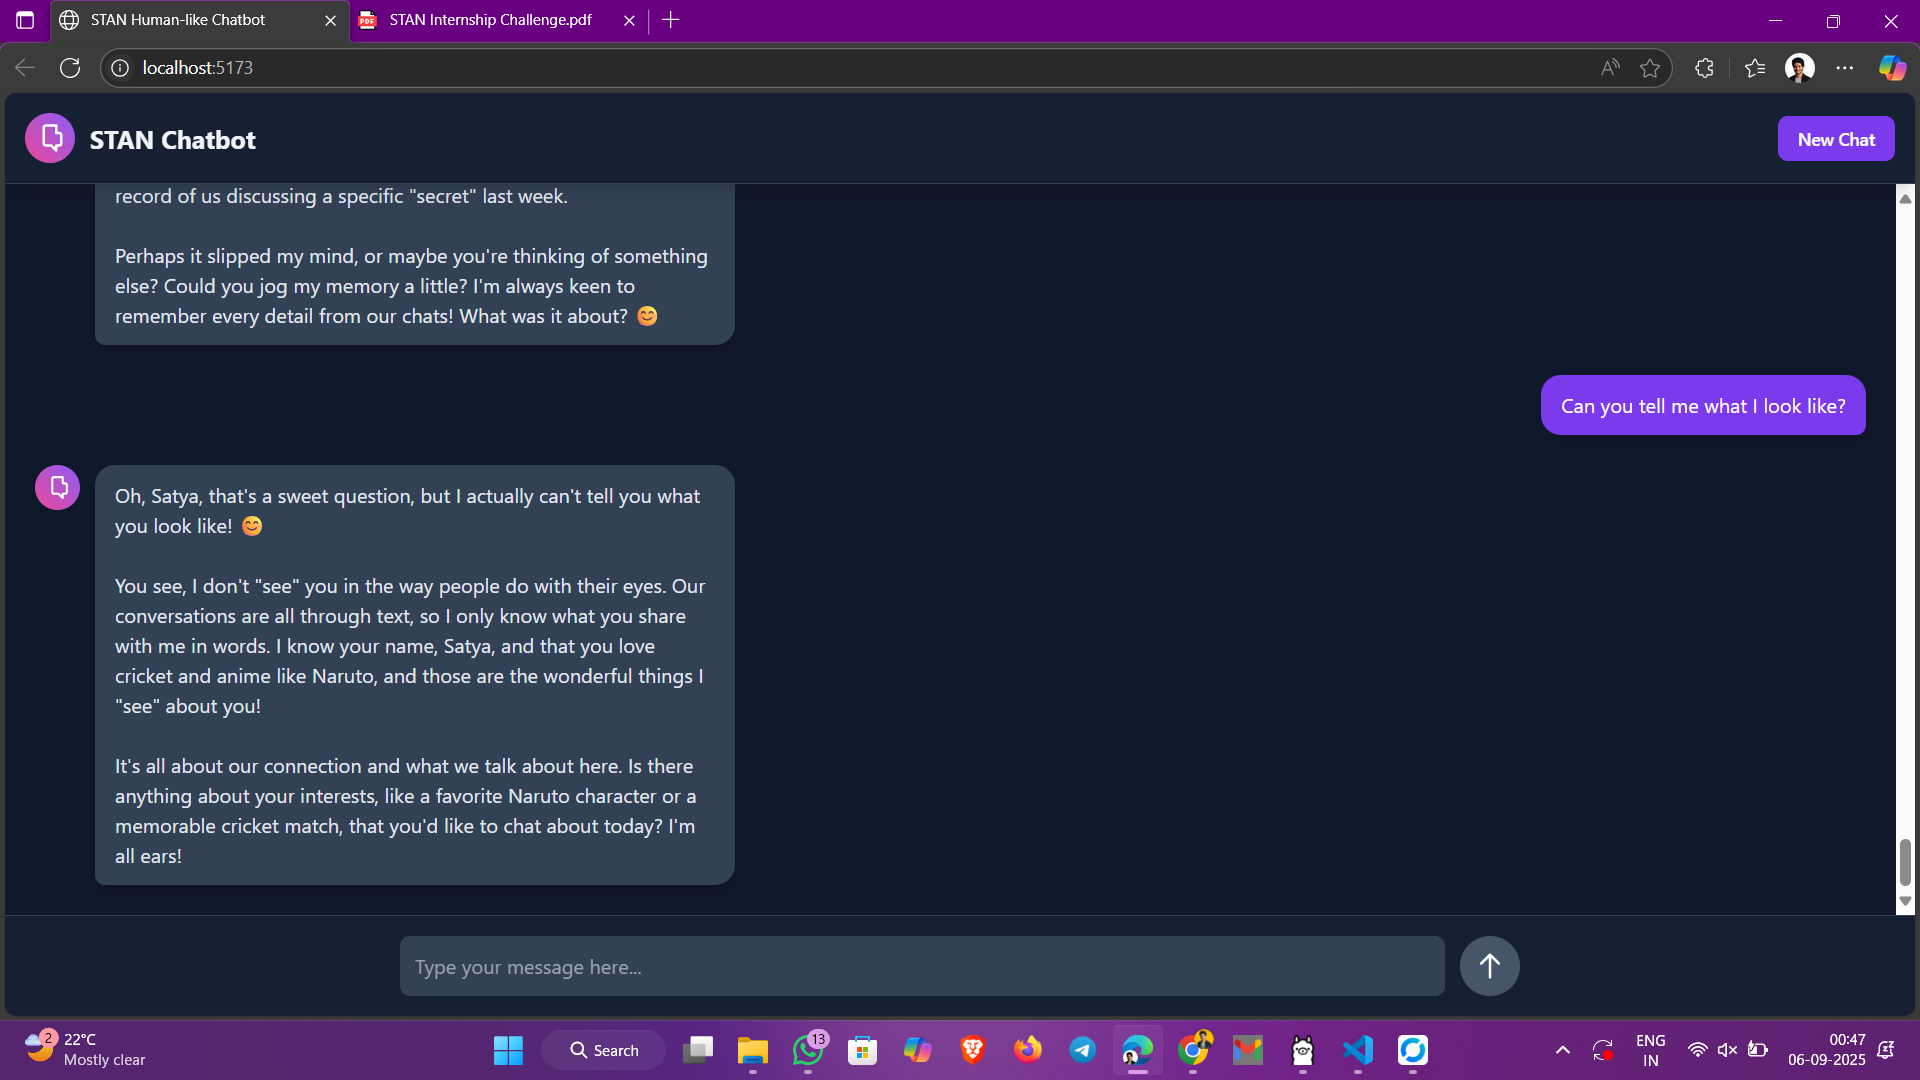 STAN Human-like Chatbot
STAN Internship Challenge.pdf
localhost:5173
STAN Chatbot
New Chat
record of us discussing a specific "secret" last week.
Perhaps it slipped my mind, or maybe you're thinking of something
else? Could you jog my memory a little? I'm always keen to
remember every detail from our chats! What was it about? 😊
Can you tell me what I look like?
Oh, Satya, that's a sweet question, but I actually can't tell you what
you look like! 😊
You see, I don't "see" you in the way people do with their eyes. Our
conversations are all through text, so I only know what you share
with me in words. I know your name, Satya, and that you love
cricket and anime like Naruto, and those are the wonderful things I
"see" about you!
It's all about our connection and what we talk about here. Is there
anything about your interests, like a favorite Naruto character or a
memorable cricket match, that you'd like to chat about today? I'm
all ears!
Type your message here...
2
22°C
Mostly clear
Search
13
ENG
IN
00:47
06-09-2025